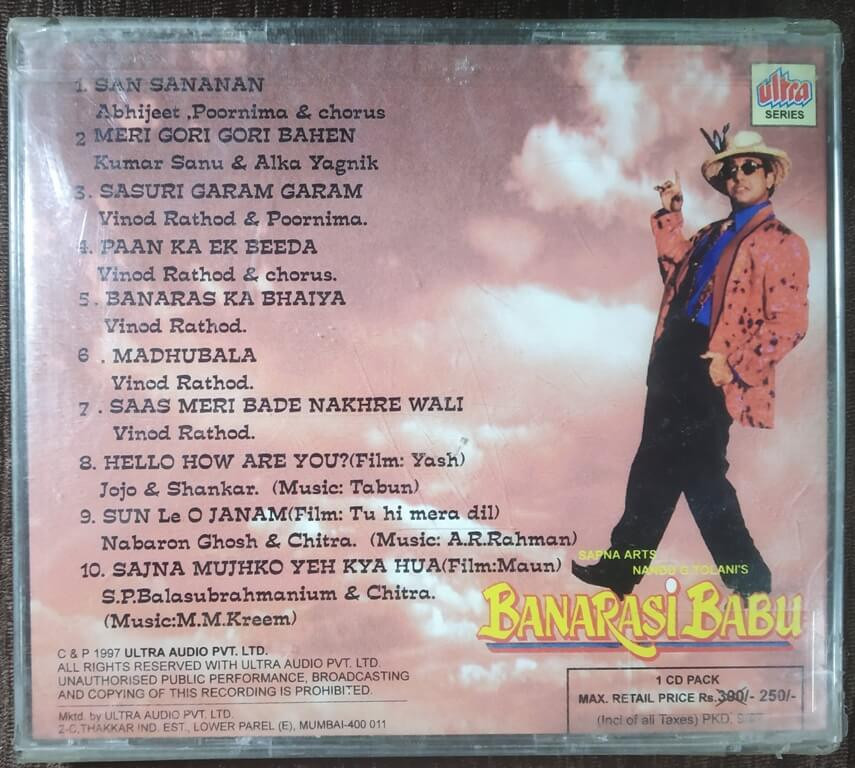 1. SAN SANANAN
Abhijeet ,Poornima & chorus
2 MERI GORI GORI BAHEN
Kumar Sanu & Alka Yagnik
3. SASURI GARAM GARAM
Vinod Rathod & Poornima.
4. PAAN KA EK BEEDA
Vinod Rathod & chorus.
5. BANARAS KA BHAIYA
Vinod Rathod.
6 . MADHUBALA
Vinod Rathod.
7 . SAAS MERI BADE NAKHRE WALI
Vinod Rathod.
8. HELLO HOW ARE YOU?(Film: Yash)
Jojo & Shankar. (Music: Tabun)
9. SUN Le O JANAM(Film: Tu hi mera dil)
Nabaron Ghosh & Chitra. (Music: A.R.Rahman)
10. SAJNA MUJHKO YEH KYA HUA(Film:Maun)
S.P.Balasubrahmanium & Chitra.
(Music:M.M.Kreem)
C & P 1997 ULTRA AUDIO PVT. LTD.
ALL RIGHTS RESERVED WITH ULTRA AUDIO PVT. LTD.
UNAUTHORISED PUBLIC PERFORMANCE, BROADCASTING
AND COPYING OF THIS RECORDING IS PROHIBITED.
Mktd. by ULTRA AUDIO PVT. LTD.
2-C,THAKKAR IND. EST., LOWER PAREL (E), MUMBAI-400 011
ultra
SERIES
SAPNA ARTS
NANDU G.TOLANI'S
BANARASi BABU
1 CD PACK
MAX. RETAIL PRICE Rs.300/- 250/-
(Incl of all Taxes) PKD.